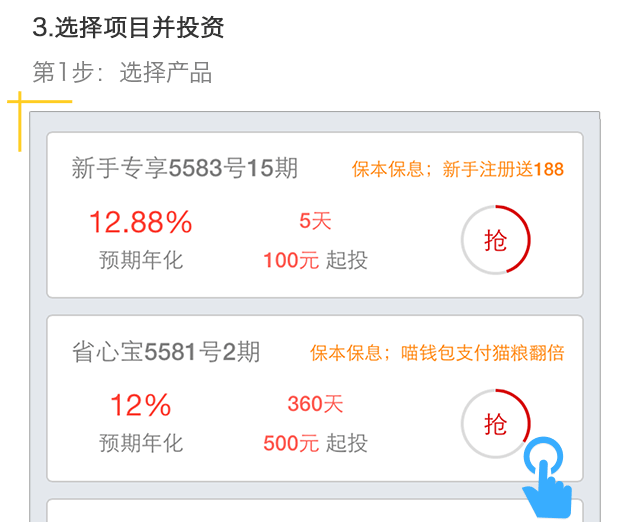 3.选择项目并投资
第1步：选择产品
新手专享5583号15期 保本保息；新手注册送188
12.88% 5天
预期年化 100元 起投 抢
省心宝5581号2期 保本保息；喵钱包支付猫粮翻倍
12% 360天
预期年化 500元 起投 抢